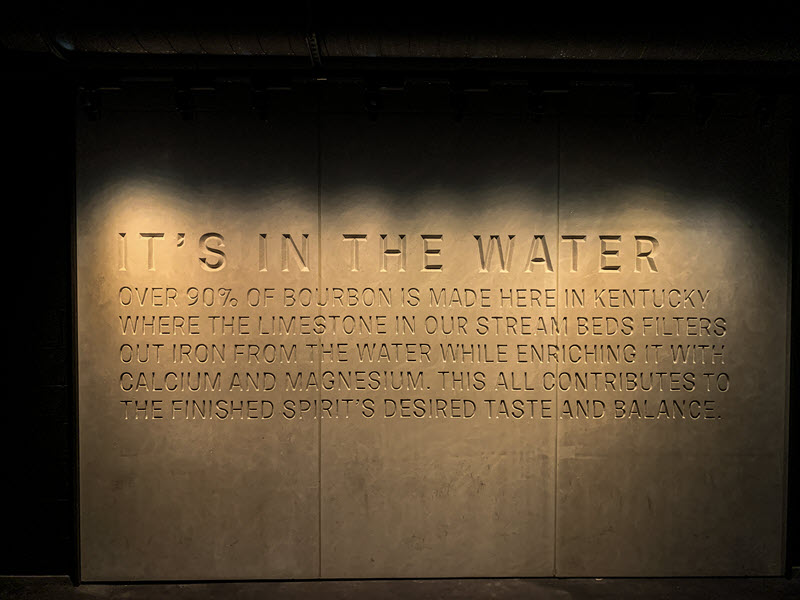 IT'S IN THE WATER
OVER 90% OF BOURBON IS MADE HERE IN KENTUCKY
WHERE THE LIMESTONE IN OUR STREAM BEDS FILTERS
OUT IRON FROM THE WATER WHILE ENRICHING IT WITH
CALCIUM AND MAGNESIUM. THIS ALL CONTRIBUTES TO
THE FINISHED SPIRIT'S DESIRED TASTE AND BALANCE.